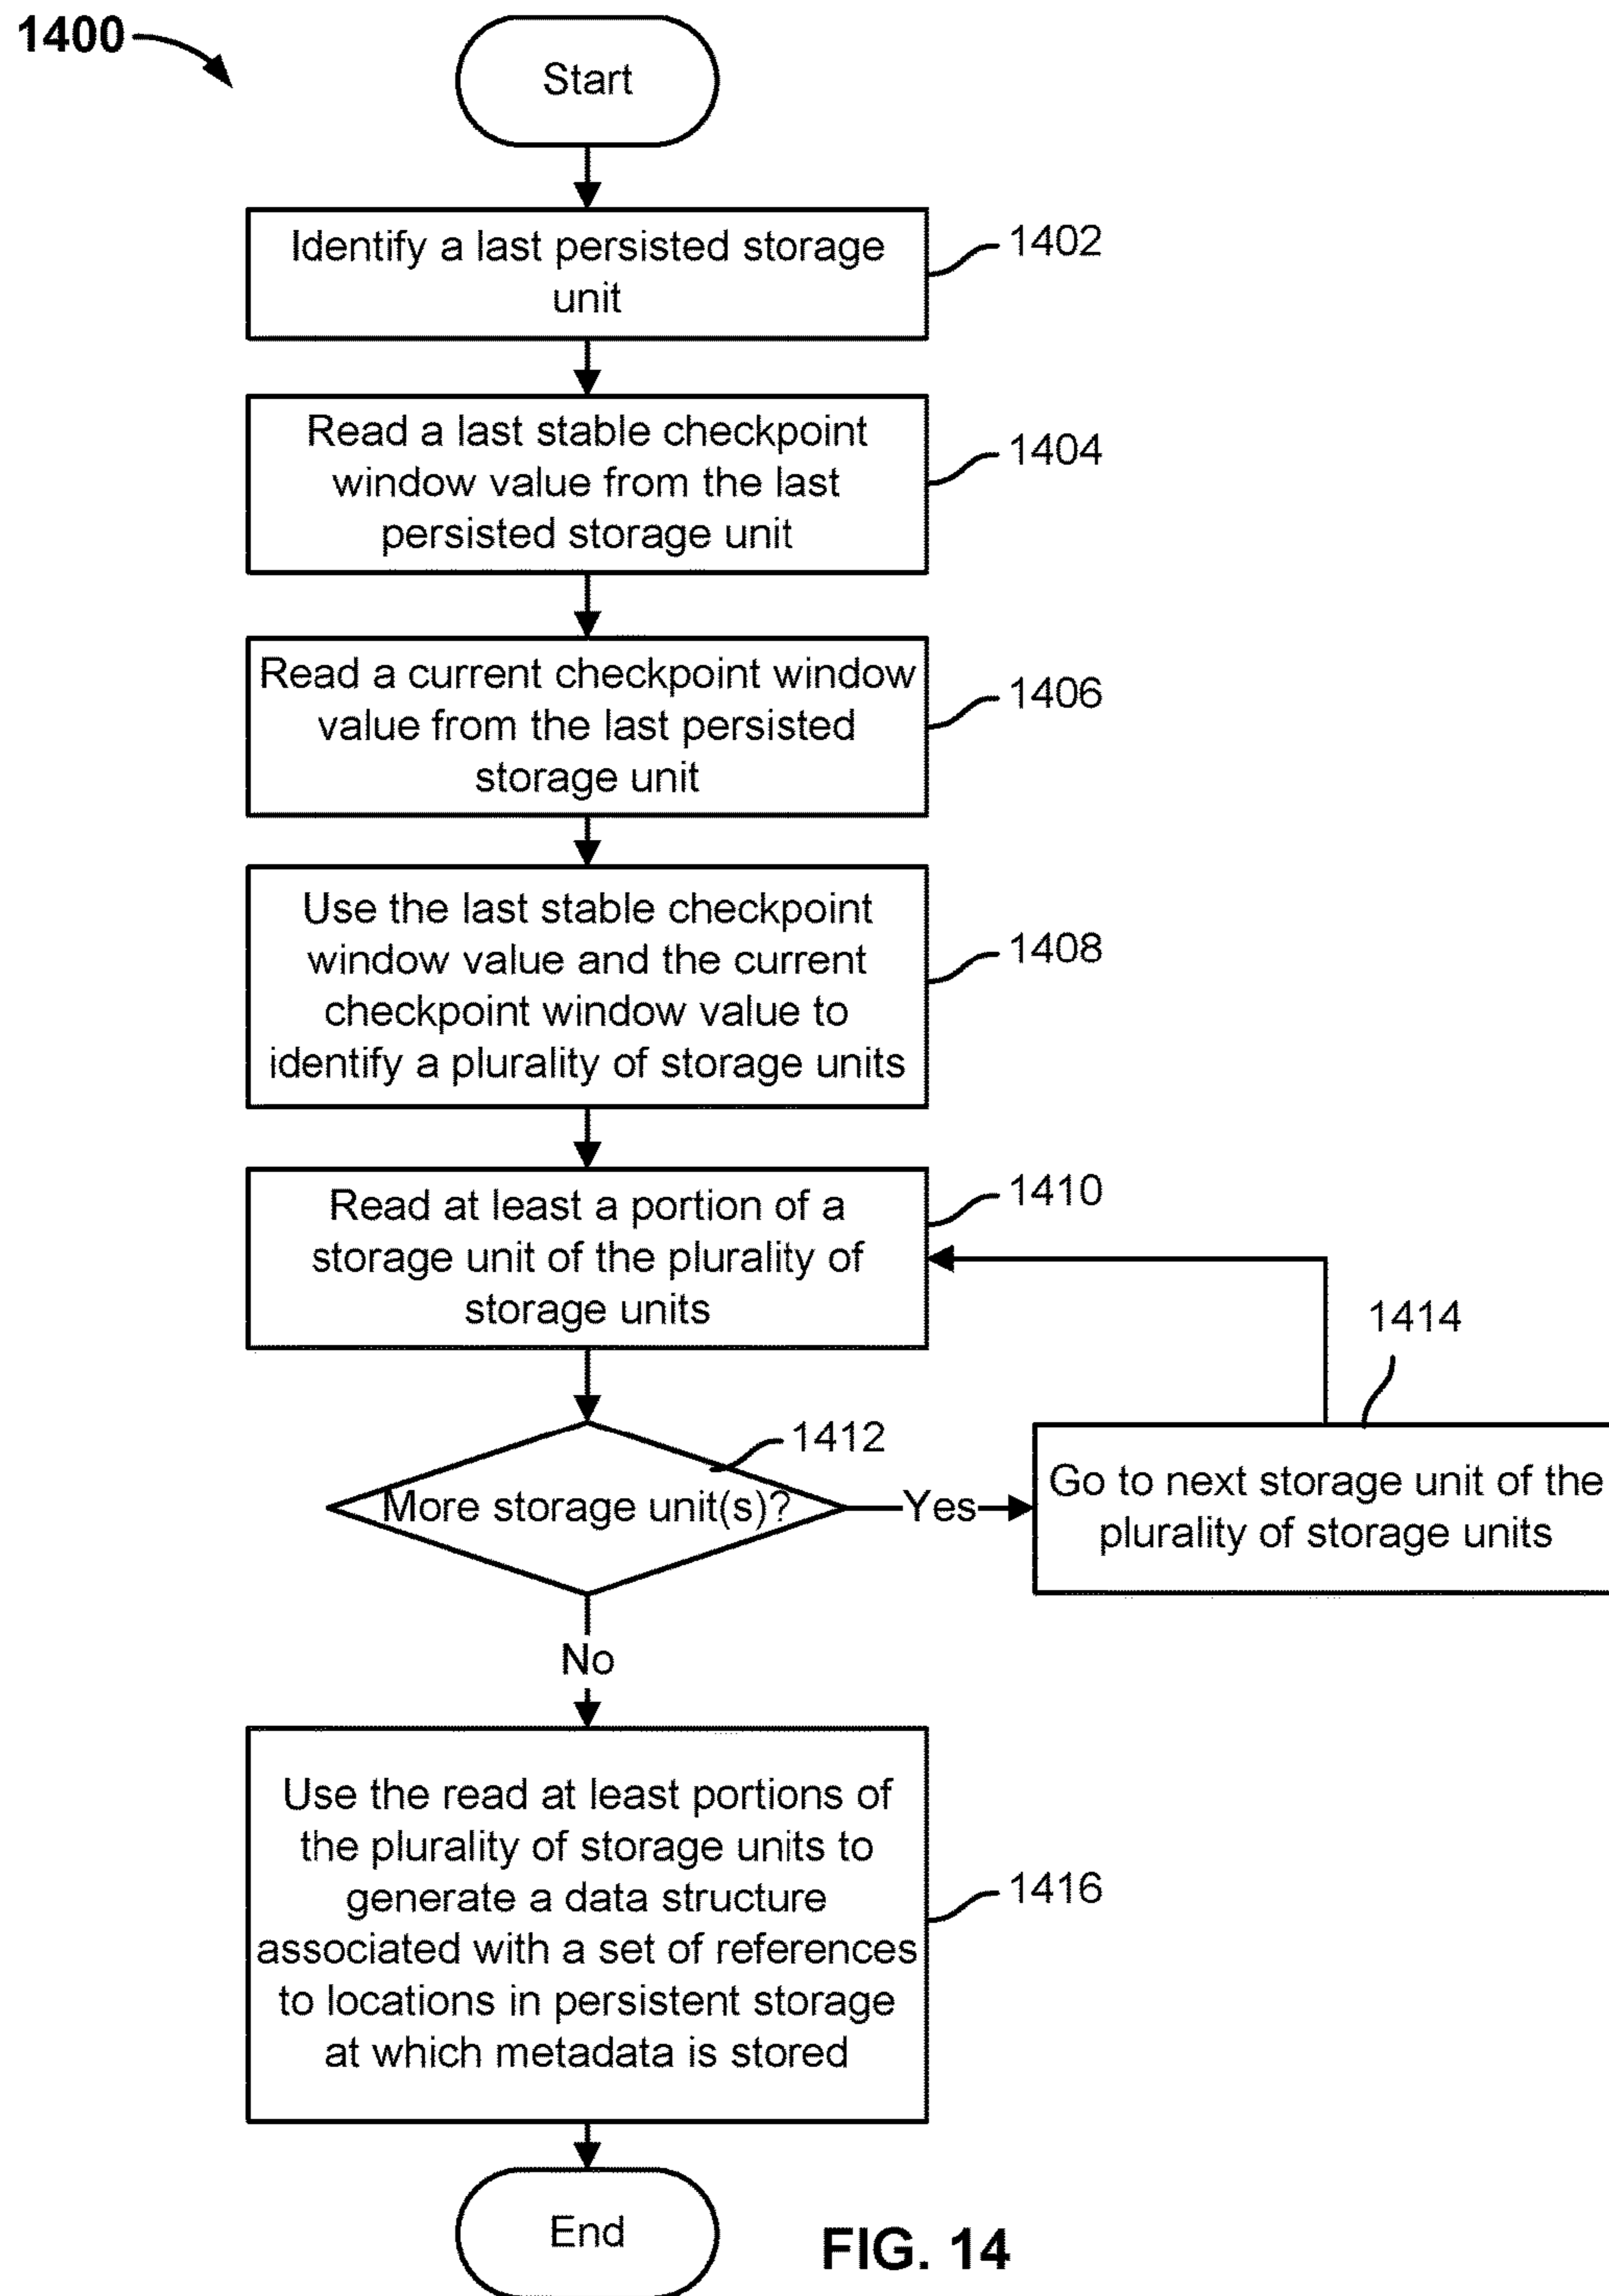 1400
Start
Identify a last persisted storage
unit
1402
Read a last stable checkpoint
window value from the last
persisted storage unit
1404
Read a current checkpoint window
value from the last persisted
storage unit
1406
Use the last stable checkpoint
window value and the current
checkpoint window value to
identify a plurality of storage units
1408
Read at least a portion of a
storage unit of the plurality of
storage units
1410
More storage unit(s)?
1412
Yes
Go to next storage unit of the
plurality of storage units
1414
No
Use the read at least portions of
the plurality of storage units to
generate a data structure
associated with a set of references
to locations in persistent storage
at which metadata is stored
1416
End
FIG. 14